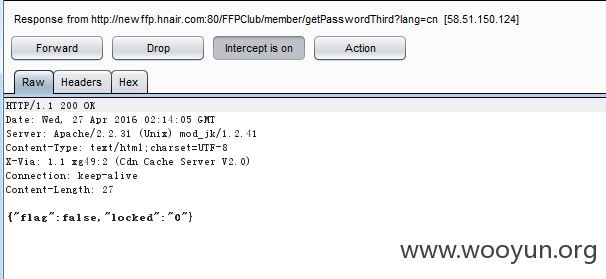 Response from http://newffp.hnair.com:80/FFPClub/member/getPasswordThird?lang=cn [58.51.150.124]
Forward Drop Intercept is on Action
Raw Headers Hex
HTTP/1.1 200 OK
Date: Wed, 27 Apr 2016 02:14:05 GMT
Server: Apache/2.2.31 (Unix) mod_jk/1.2.41
Content-Type: text/html;charset=UTF-8
X-Via: 1.1 xg49:2 (Cdn Cache Server V2.0)
Connection: keep-alive
Content-Length: 27
{"flag":false,"locked":"0"}
www.wooyun.org